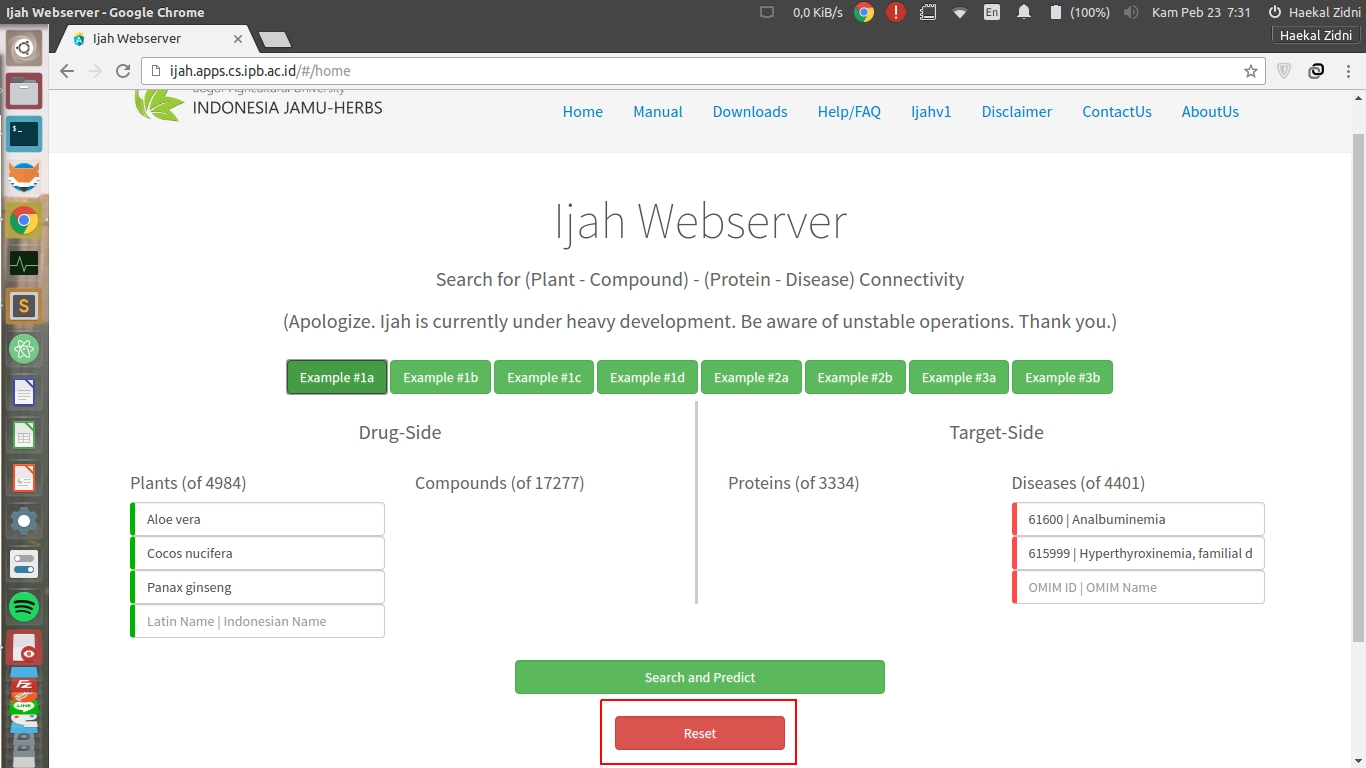 Ijah Webserver - Google Chrome
0,0 KiB/s
En
(100%)
Kam Peb 23 7:31
Haekal Zidni
Ijah Webserver
Haekal Zidni
ijah.apps.cs.ipb.ac.id/#/home
Bogor Agricultural University
INDONESIA JAMU-HERBS
Home Manual Downloads Help/FAQ Ijahv1 Disclaimer ContactUs AboutUs
Ijah Webserver
Search for (Plant - Compound) - (Protein - Disease) Connectivity
(Apologize. Ijah is currently under heavy development. Be aware of unstable operations. Thank you.)
Example #1a Example #1b Example #1c Example #1d Example #2a Example #2b Example #3a Example #3b
Drug-Side Target-Side
Plants (of 4984) Compounds (of 17277) Proteins (of 3334) Diseases (of 4401)
Aloe vera 61600 | Analbuminemia
Cocos nucifera 615999 | Hyperthyroxinemia, familial d
Panax ginseng OMIM ID | OMIM Name
Latin Name | Indonesian Name
Search and Predict
Reset